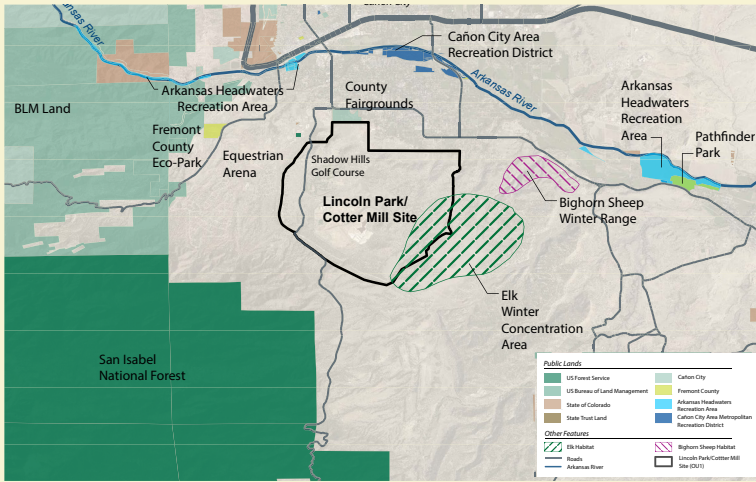 Cañon City
Arkansas River
Cañon City Area
Recreation District
Arkansas Headwaters
Recreation Area
Arkansas River
BLM Land
County
Fairgrounds
Arkansas
Headwaters
Recreation
Area
Pathfinder
Park
Fremont
County
Eco-Park
Equestrian
Arena
Shadow Hills
Golf Course
Lincoln Park/
Cotter Mill Site
Bighorn Sheep
Winter Range
Elk
Winter
Concentration
Area
San Isabel
National Forest
Public Lands
US Forest Service
US Bureau of Land Management
State of Colorado
State Trust Land
Cañon City
Fremont County
Arkansas Headwaters
Recreation Area
Cañon City Area Metropolitan
Recreation District
Other Features
Elk Habitat
Roads
Arkansas River
Bighorn Sheep Habitat
Lincoln Park/Cottter Mill
Site (OU1)